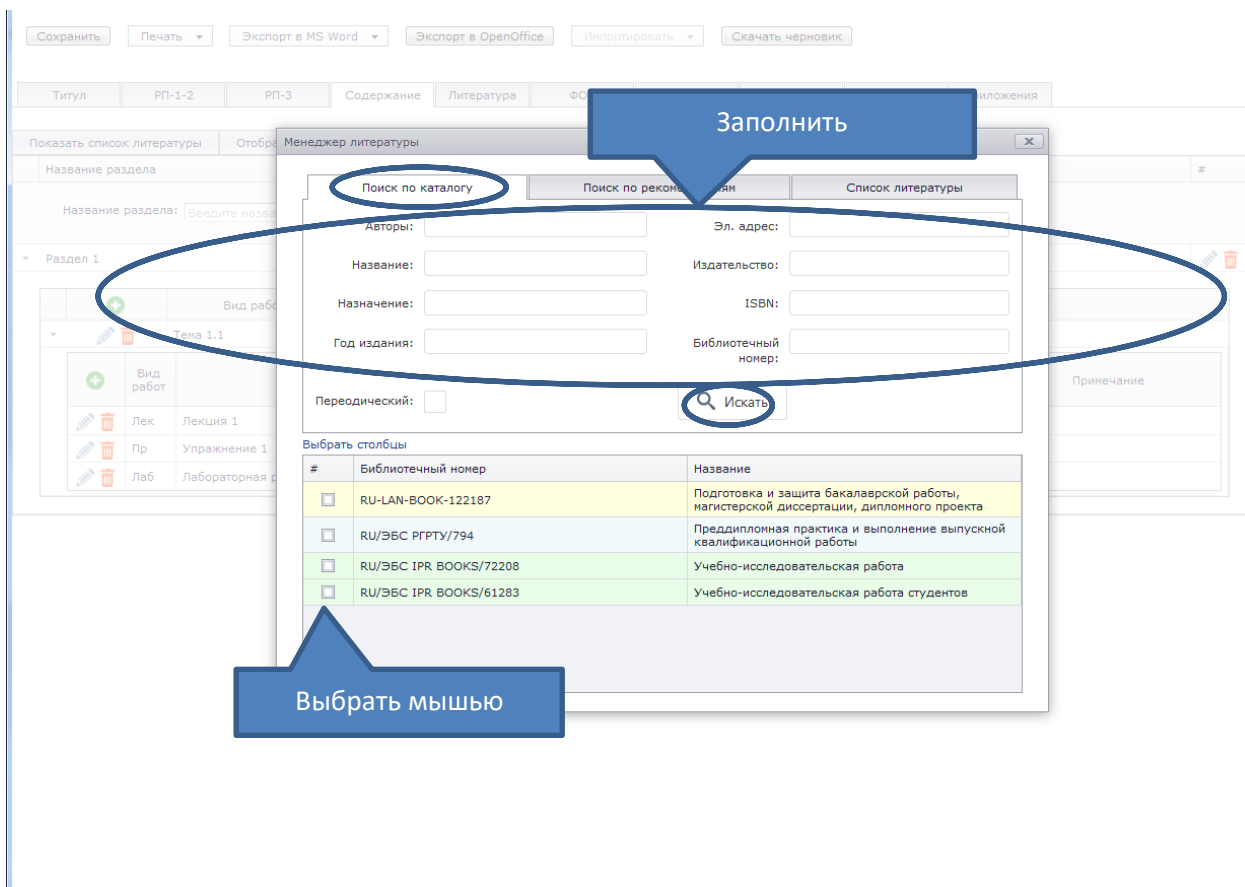 Сохранить Печать Экспорт в MS Word Экспорт в OpenOffice Импортировать Скачать черновик
Титул РП-1-2 РП-3 Содержание Литература
Заполнить
Показать список литературы
Менеджер литературы
Название раздела #
Поиск по каталогу Список литературы
Название раздела:
Авторы: Эл. адрес:
Раздел 1
Название: Издательство:
Назначение: ISBN:
Тема 1.1
Год издания: Библиотечный
номер:
Вид
работ
Примечание
Переодический: Искать
Лек Лекция 1
Выбрать столбцы
Пр Упражнение 1
# Библиотечный номер Название
Лаб Лабораторная
RU-LAN-BOOK-122187 Подготовка и защита бакалаврской работы,
магистерской диссертации, дипломного проекта
RU/ЭБС РГРТУ/794 Преддипломная практика и выполнение выпускной
квалификационной работы
RU/ЭБС IPR BOOKS/72208 Учебно-исследовательская работа
RU/ЭБС IPR BOOKS/61283 Учебно-исследовательская работа студентов
Выбрать мышью